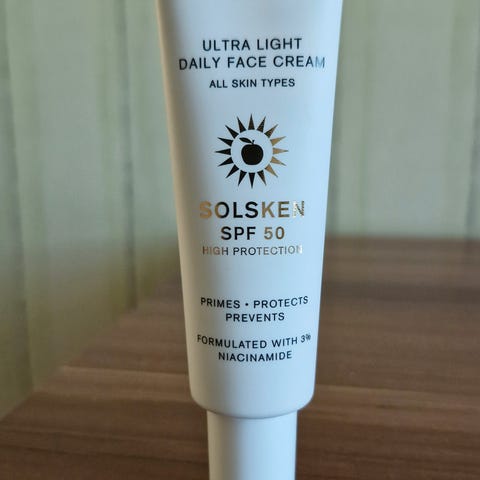 ULTRA LIGHT
DAILY FACE CREAM
ALL SKIN TYPES
SOLSKEN
SPF 50
HIGH PROTECTION
PRIMES • PROTECTS
PREVENTS
FORMULATED WITH 3%
NIACINAMIDE